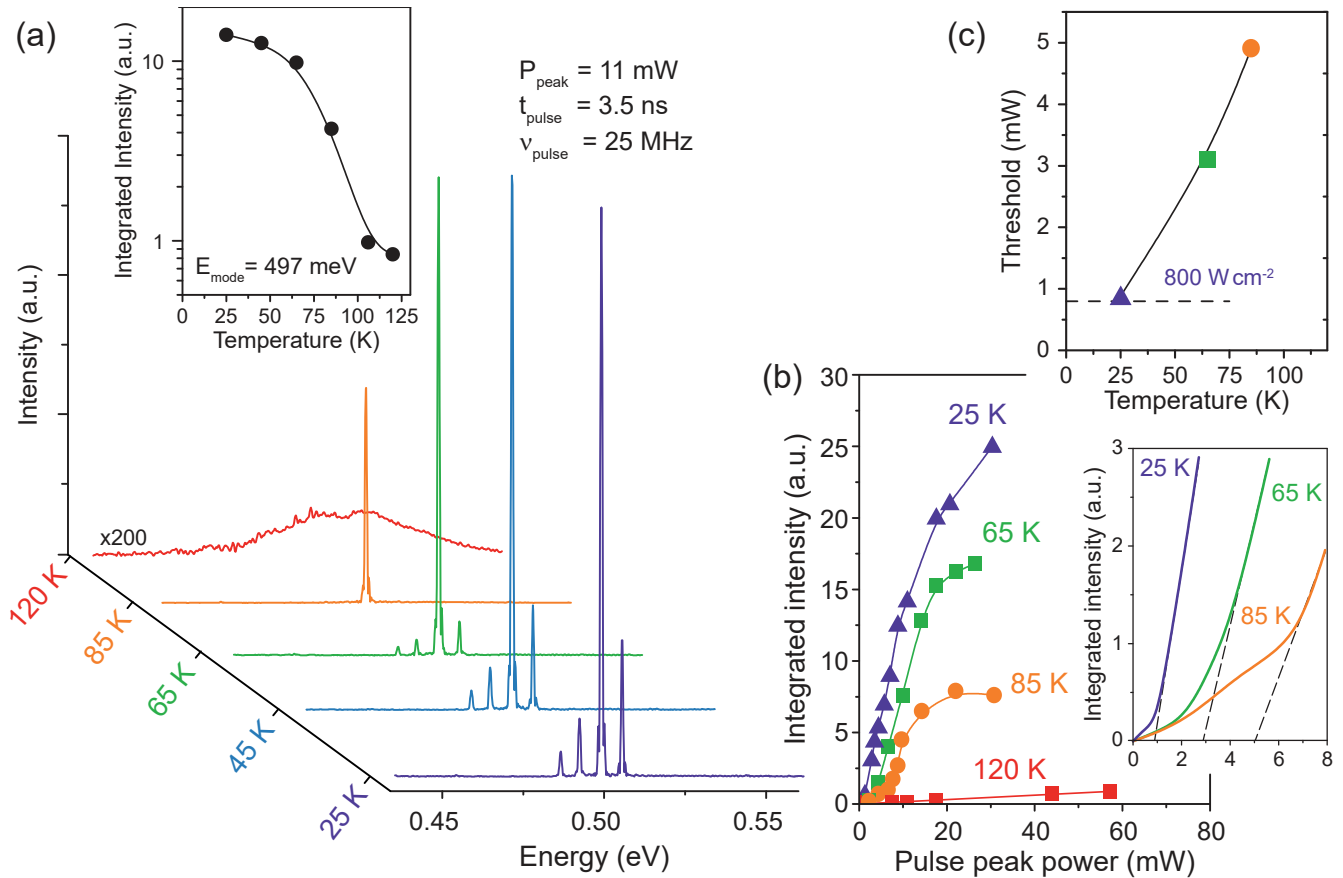 (a)
Integrated Intensity (a.u.)
10
1
E_mode = 497 meV
0 25 50 75 100 125
Temperature (K)
P_peak = 11 mW
t_pulse = 3.5 ns
ν_pulse = 25 MHz
Intensity (a.u.)
x200
120 K
85 K
65 K
45 K
25 K
0.45 0.50 0.55
Energy (eV)
(c)
Threshold (mW)
5
4
3
2
1
0
800 W cm⁻²
0 25 50 75 100
Temperature (K)
(b)
Integrated intensity (a.u.)
30
25
20
15
10
5
0
25 K
65 K
85 K
120 K
0 20 40 60 80
Pulse peak power (mW)
Integrated intensity (a.u.)
3
2
1
0
25 K
65 K
85 K
0 2 4 6 8